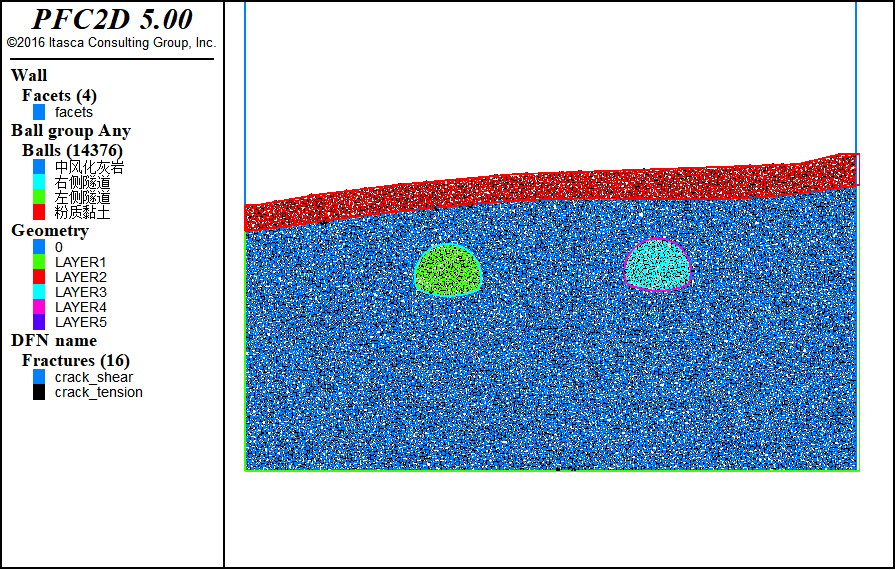 PFC2D 5.00
©2016 Itasca Consulting Group, Inc.
Wall
Facets (4)
facets
Ball group Any
Balls (14376)
中风化灰岩
右侧隧道
左侧隧道
粉质黏土
Geometry
0
LAYER1
LAYER2
LAYER3
LAYER4
LAYER5
DFN name
Fractures (16)
crack_shear
crack_tension